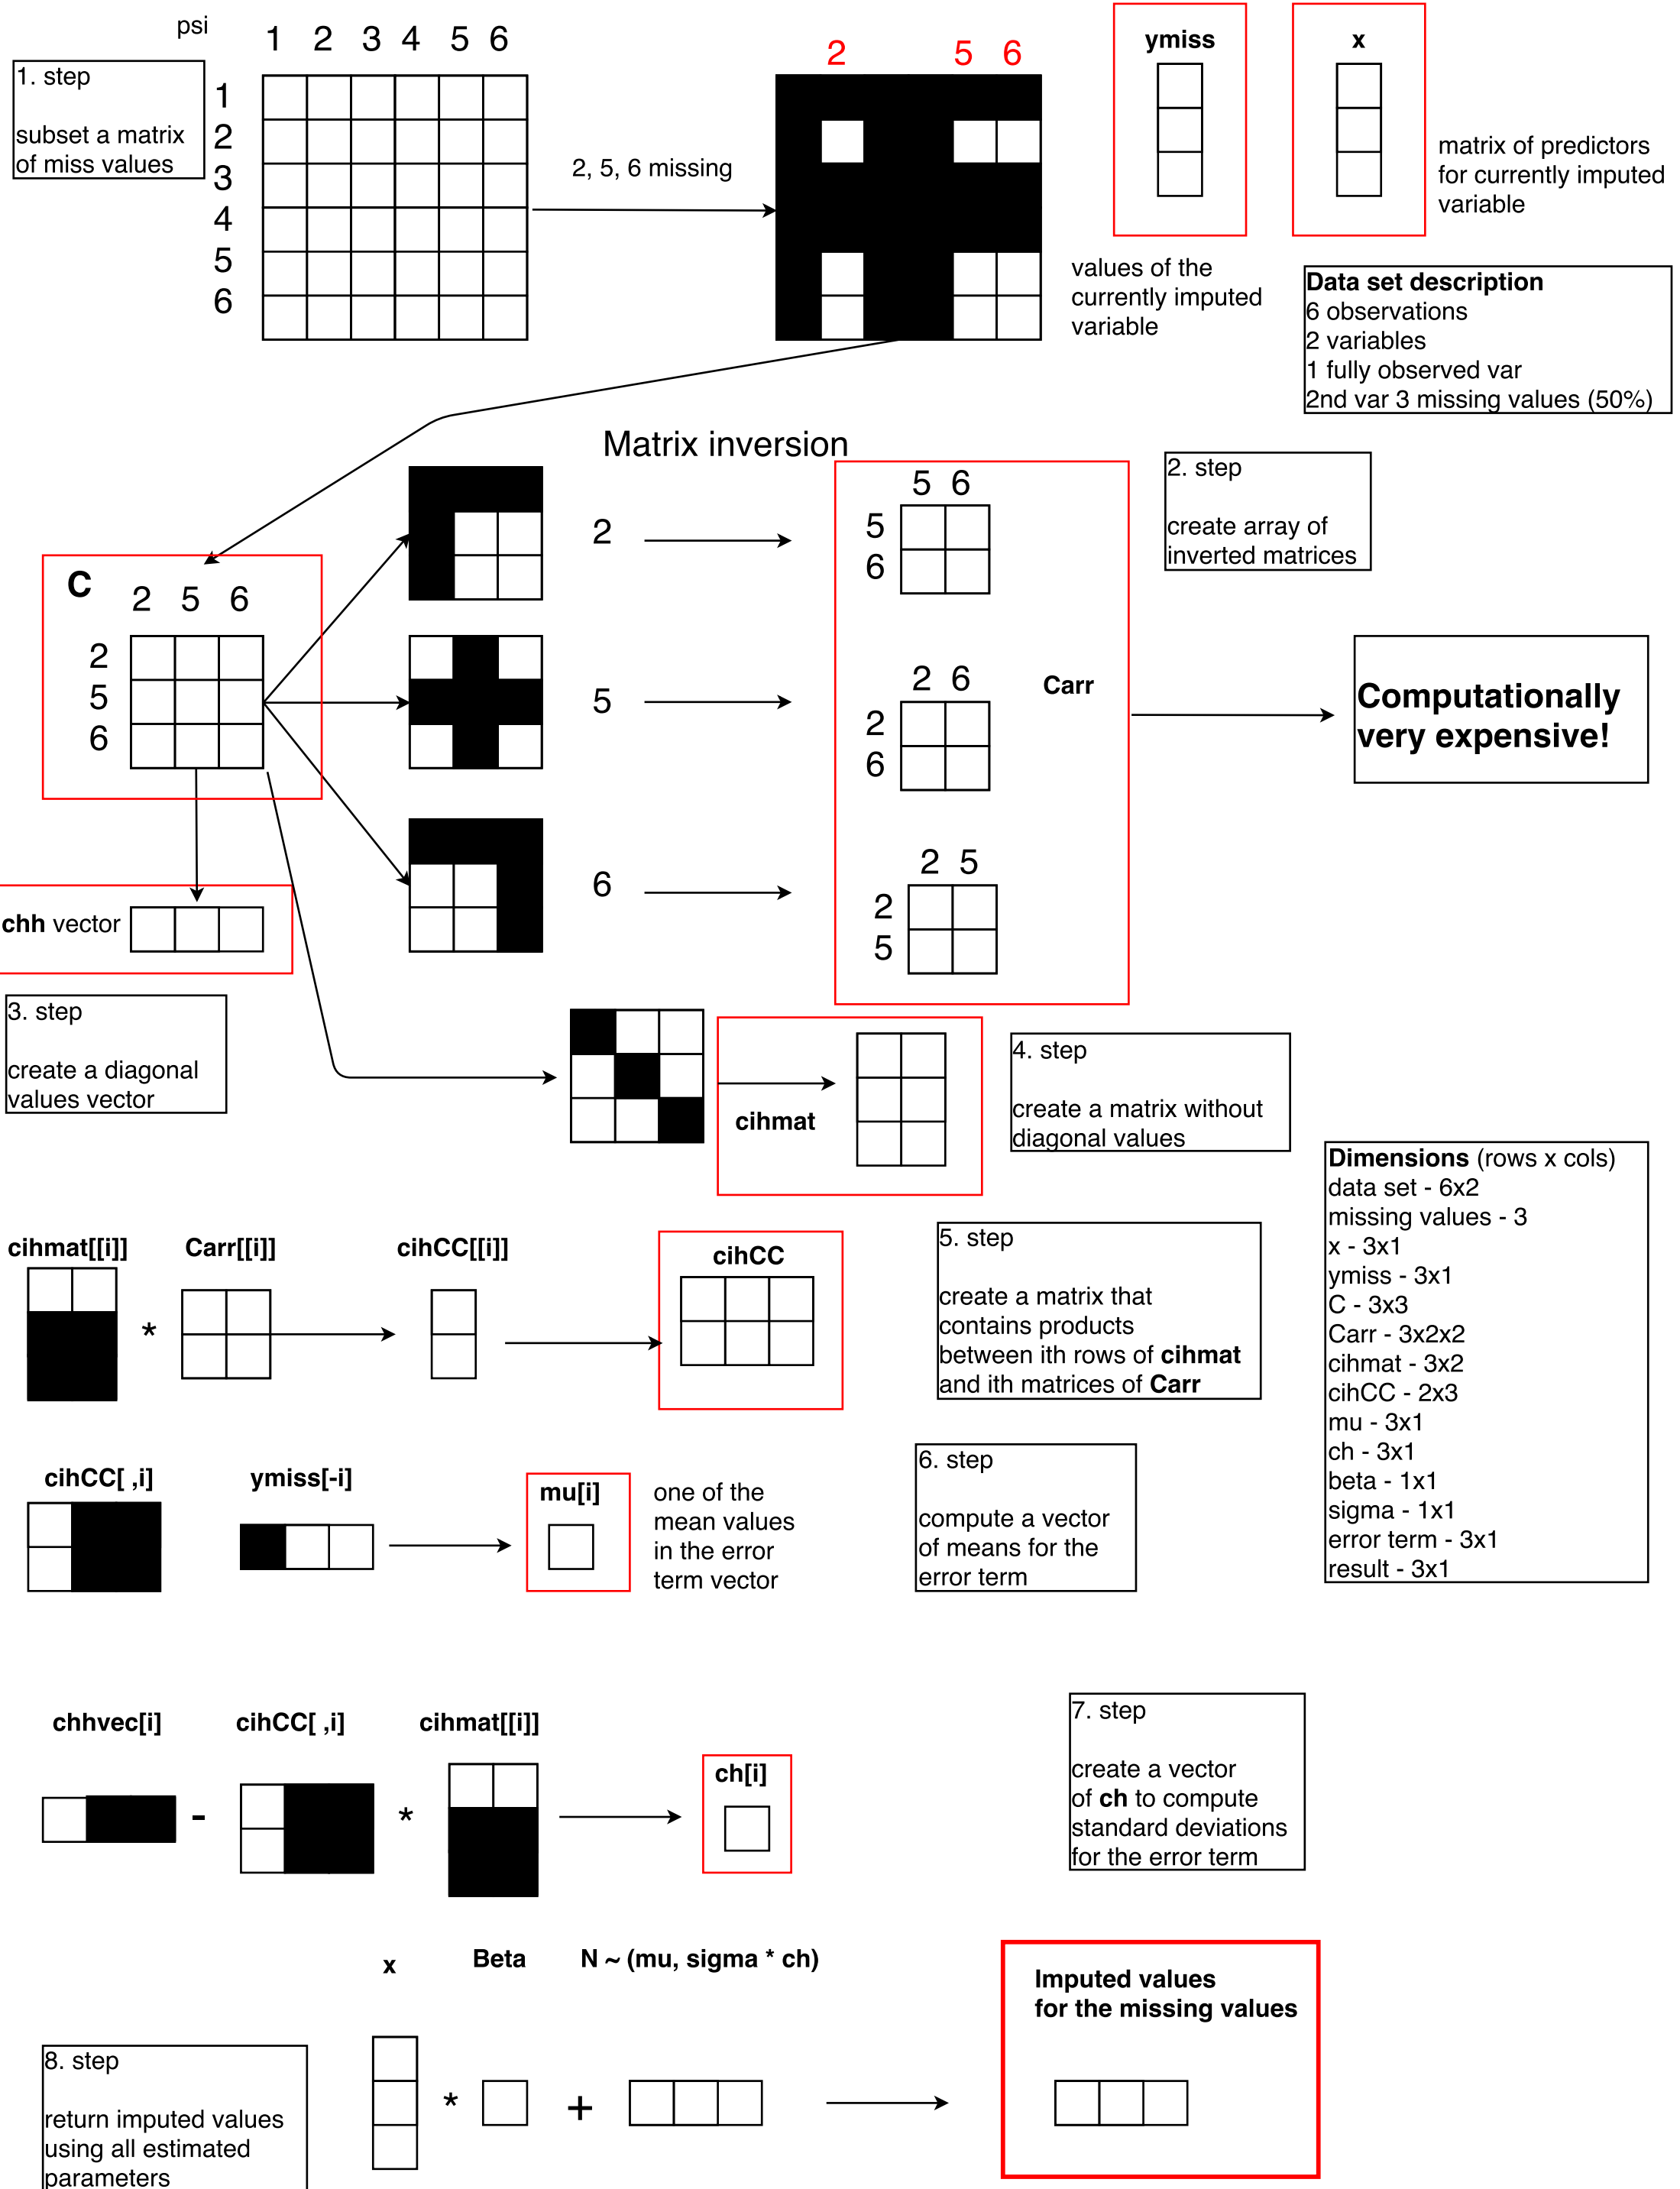 psi
1 2 3 4 5 6
1. step
subset a matrix
of miss values
1
2
3
4
5
6
2, 5, 6 missing
2 5 6
ymiss
x
matrix of predictors
for currently imputed
variable
values of the
currently imputed
variable
Data set description
6 observations
2 variables
1 fully observed var
2nd var 3 missing values (50%)
Matrix inversion
C
2 5 6
2
5
6
2
5
6
5 6
5
6
2 6
2
6
2 5
2
5
Carr
2. step
create array of
inverted matrices
Computationally
very expensive!
chh vector
3. step
create a diagonal
values vector
cihmat
4. step
create a matrix without
diagonal values
Dimensions (rows x cols)
data set - 6x2
missing values - 3
x - 3x1
ymiss - 3x1
C - 3x3
Carr - 3x2x2
cihmat - 3x2
cihCC - 2x3
mu - 3x1
ch - 3x1
beta - 1x1
sigma - 1x1
error term - 3x1
result - 3x1
cihmat[[i]] Carr[[i]] cihCC[[i]]
*
cihCC
5. step
create a matrix that
contains products
between ith rows of cihmat
and ith matrices of Carr
cihCC[ ,i] ymiss[-i]
mu[i]
one of the
mean values
in the error
term vector
6. step
compute a vector
of means for the
error term
chhvec[i] cihCC[ ,i] cihmat[[i]]
- *
ch[i]
7. step
create a vector
of ch to compute
standard deviations
for the error term
x Beta N ~ (mu, sigma * ch)
* +
Imputed values
for the missing values
8. step
return imputed values
using all estimated
parameters